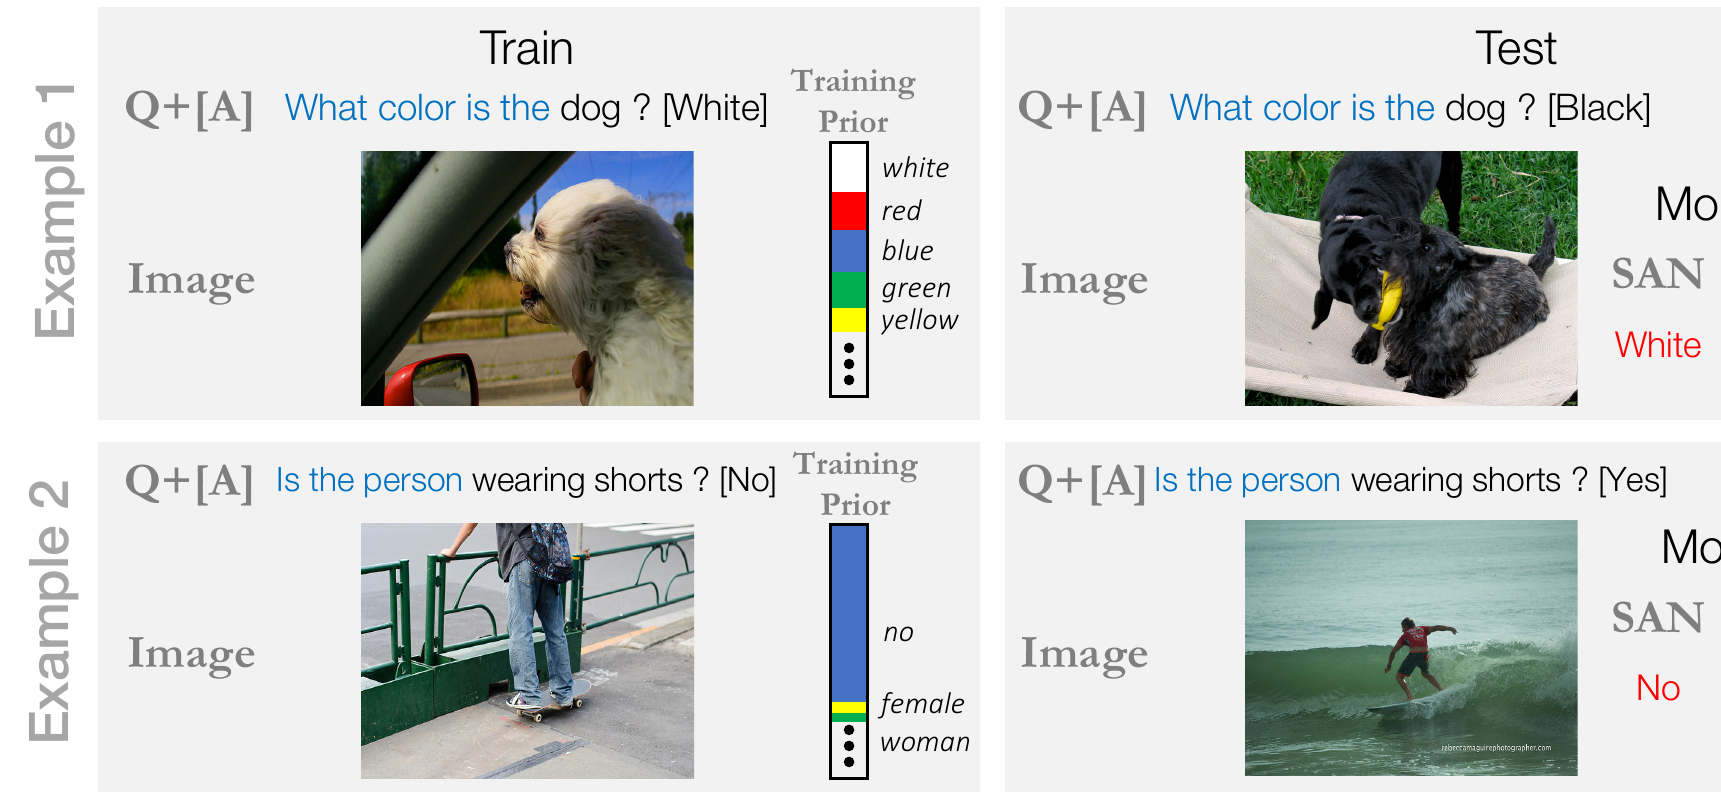 Example 1
Train
Q+[A] What color is the dog ? [White]
Training
Prior
white
red
blue
green
yellow
Image
Test
Q+[A] What color is the dog ? [Black]
Image
Mo
SAN
White
Example 2
Q+[A] Is the person wearing shorts ? [No]
Training
Prior
no
female
woman
Image
Q+[A] Is the person wearing shorts ? [Yes]
Image
Mo
SAN
No
rebeccamaguirephotographer.com